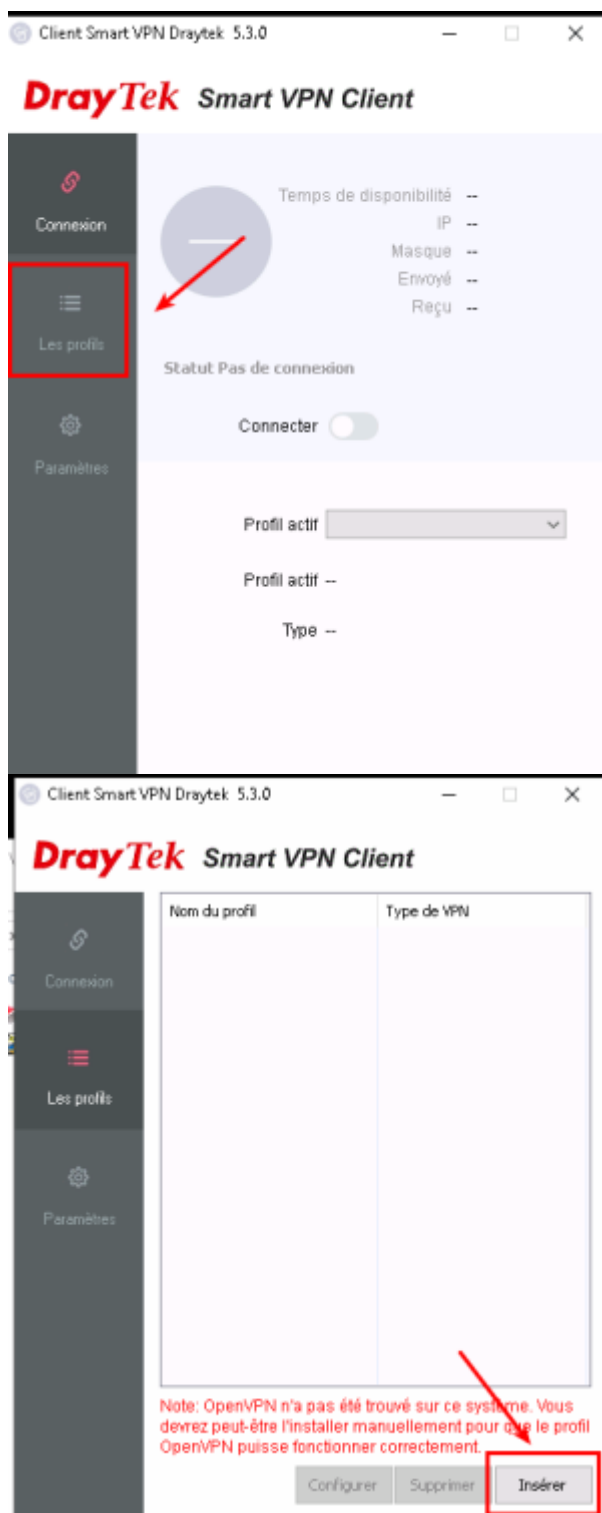 Client Smart VPN Draytek 5.3.0
DrayTek Smart VPN Client
Connexion
Les profils
Paramètres
Temps de disponibilité --
IP --
Masque --
Envoyé --
Reçu --
Statut Pas de connexion
Connecter
Profil actif
Profil actif --
Type --
Client Smart VPN Draytek 5.3.0
DrayTek Smart VPN Client
Connexion
Les profils
Paramètres
Nom du profil Type de VPN
Note: OpenVPN n'a pas été trouvé sur ce système. Vous
devrez peut-être l'installer manuellement pour que le profil
OpenVPN puisse fonctionner correctement.
Configurer Supprimer Insérer